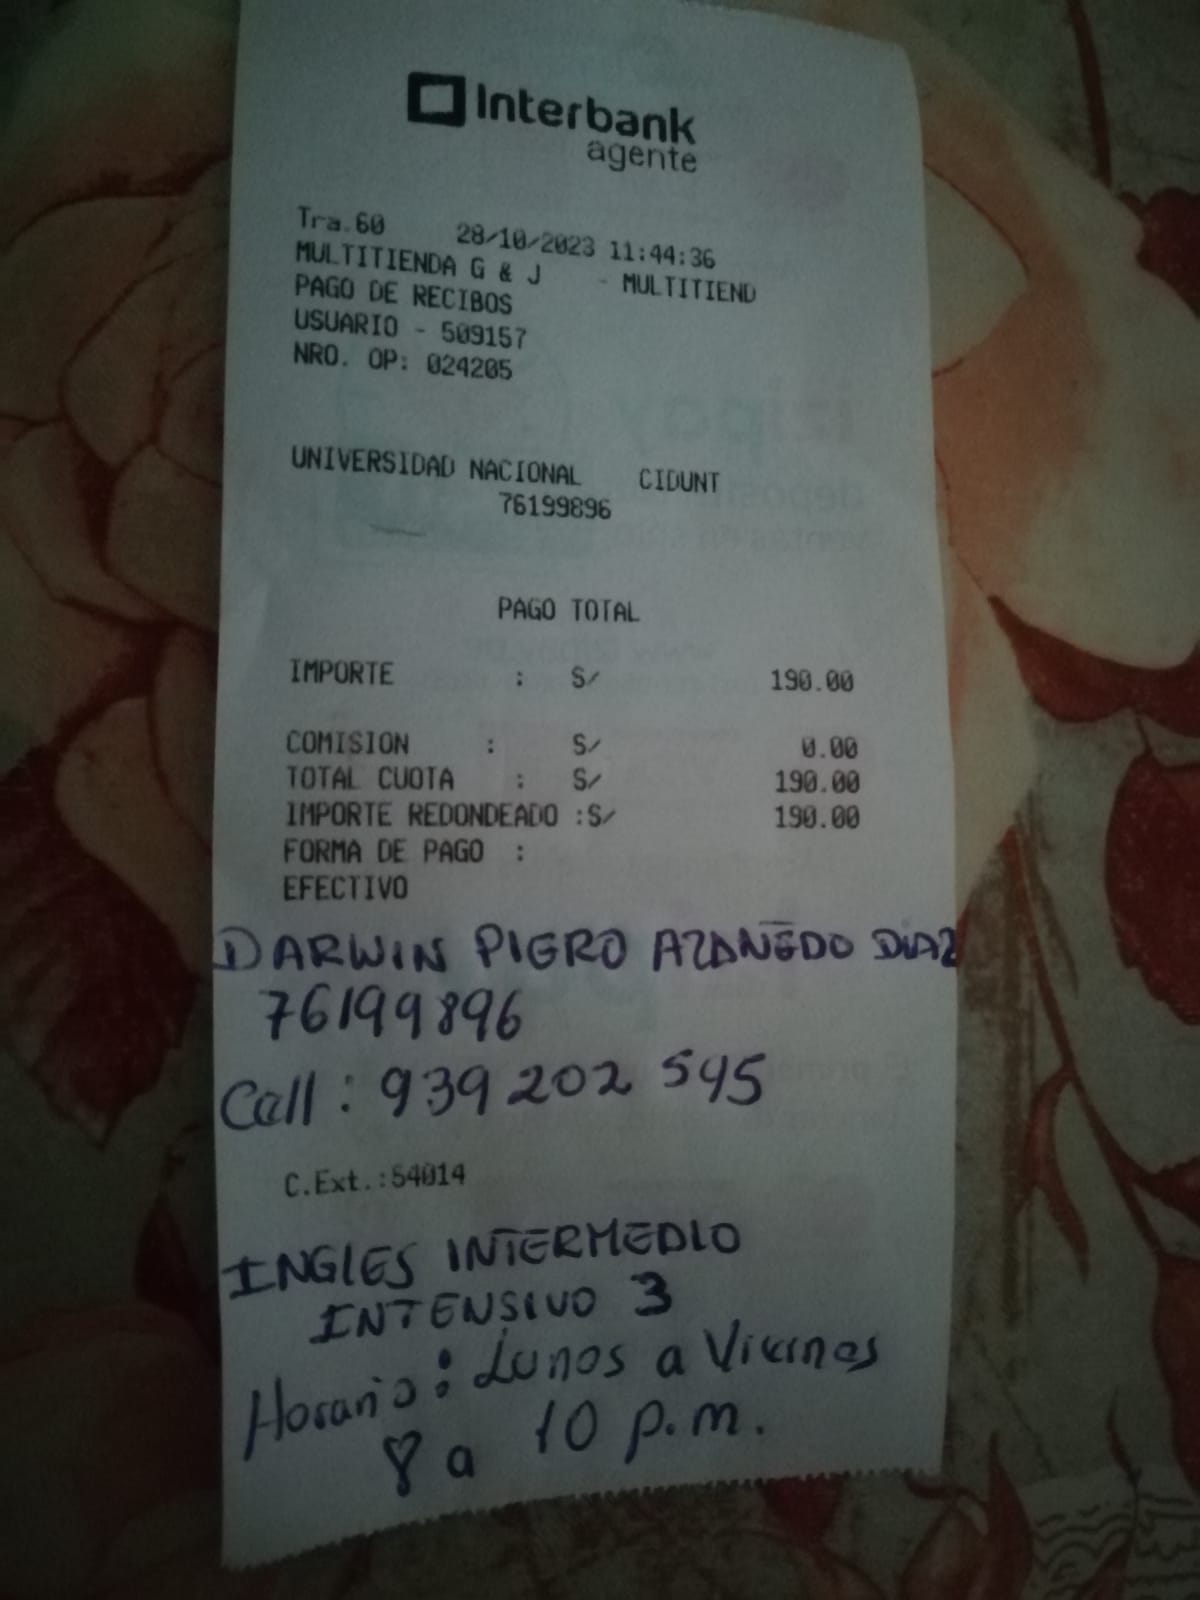 Interbank
agente
Tra.60 28/10/2023 11:44:36
MULTITIENDA G & J - MULTITIEND
PAGO DE RECIBOS
USUARIO - 509157
NRO. OP: 024205
UNIVERSIDAD NACIONAL CIDUNT
76199896
PAGO TOTAL
IMPORTE : S/ 190.00
COMISION : S/ 0.00
TOTAL CUOTA : S/ 190.00
IMPORTE REDONDEADO :S/ 190.00
FORMA DE PAGO :
EFECTIVO
DARWIN PIERO AZAÑEDO DIAZ
76199896
Cell: 939 202 545
C.Ext.:54014
INGLES INTERMEDIO
INTENSIVO 3
Horario: Lunes a Viernes
8 a 10 p.m.